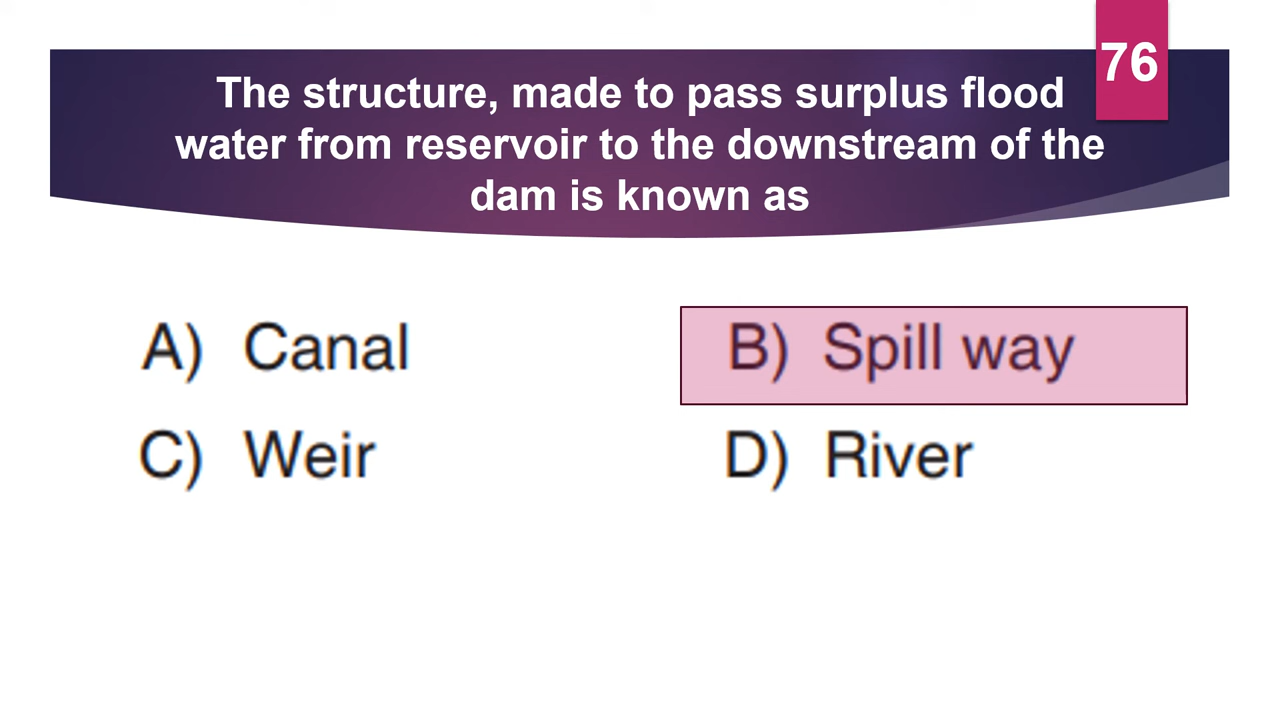 76
The structure, made to pass surplus flood
water from reservoir to the downstream of the
dam is known as
A) Canal
B) Spill way
C) Weir
D) River